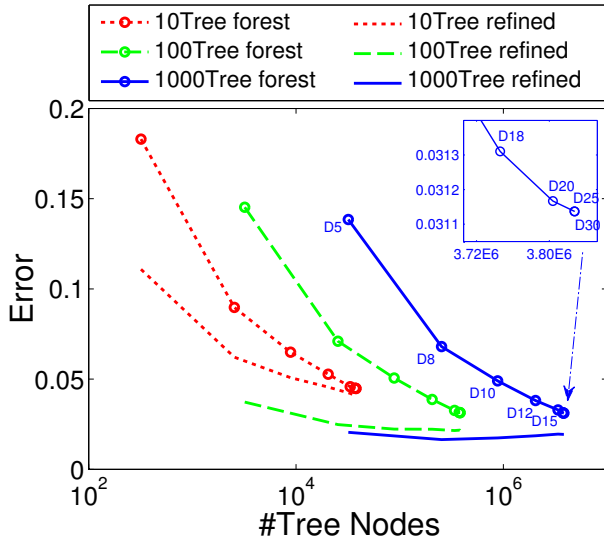 10Tree forest 10Tree refined
100Tree forest 100Tree refined
1000Tree forest 1000Tree refined
0.2
0.15
0.1
0.05
0
Error
10^2 10^4 10^6
#Tree Nodes
D5
D8
D10
D12
D15
0.0313
0.0312
0.0311
3.72E6 3.80E6
D18
D20
D25
D30